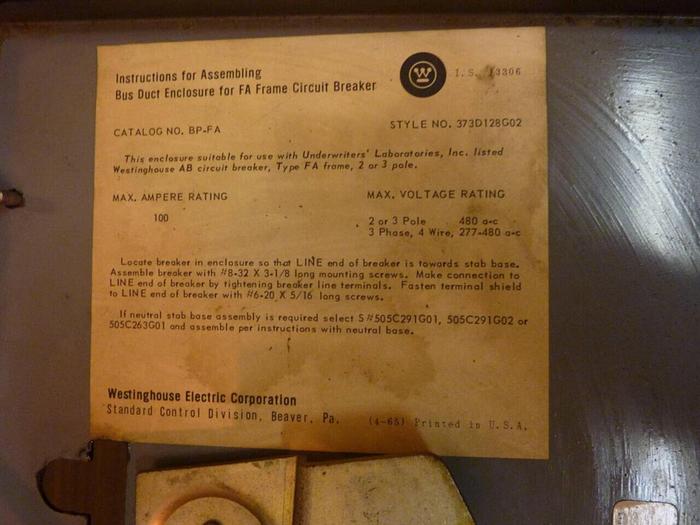 Instructions for Assembling
Bus Duct Enclosure for FA Frame Circuit Breaker
W
I.S. 13306
CATALOG NO. BP-FA
STYLE NO. 373D128G02
This enclosure suitable for use with Underwriters' Laboratories, Inc. listed
Westinghouse AB circuit breaker, Type FA frame, 2 or 3 pole.
MAX. AMPERE RATING
100
MAX. VOLTAGE RATING
2 or 3 Pole 480 a-c
3 Phase, 4 Wire, 277-480 a-c
Locate breaker in enclosure so that LINE end of breaker is towards stab base.
Assemble breaker with #8-32 X 3-1/8 long mounting screws. Make connection to
LINE end of breaker by tightening breaker line terminals. Fasten terminal shield
to LINE end of breaker with #6-20 X 5/16 long screws.
If neutral stab base assembly is required select S#505C291G01, 505C291G02 or
505C263G01 and assemble per instructions with neutral base.
Westinghouse Electric Corporation
Standard Control Division, Beaver, Pa. (4-65) Printed in U.S.A.